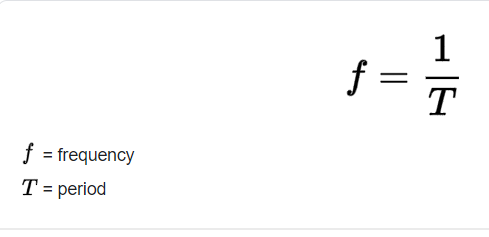 f = 1/T
f = frequency
T = period